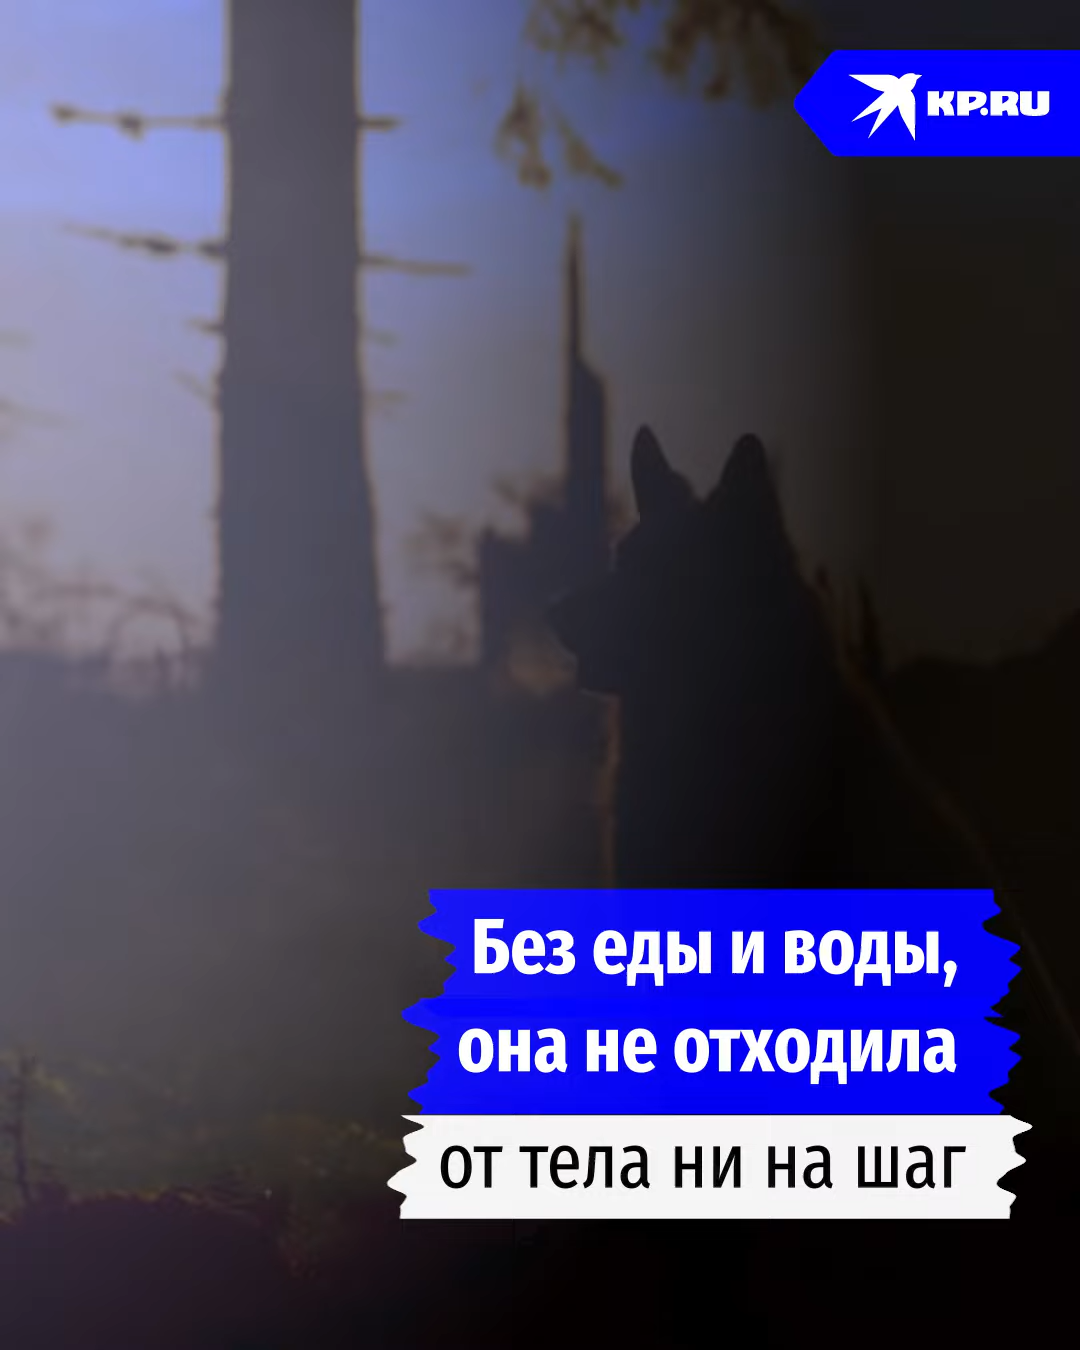 KP.RU
Без еды и воды,
она не отходила
от тела ни на шаг